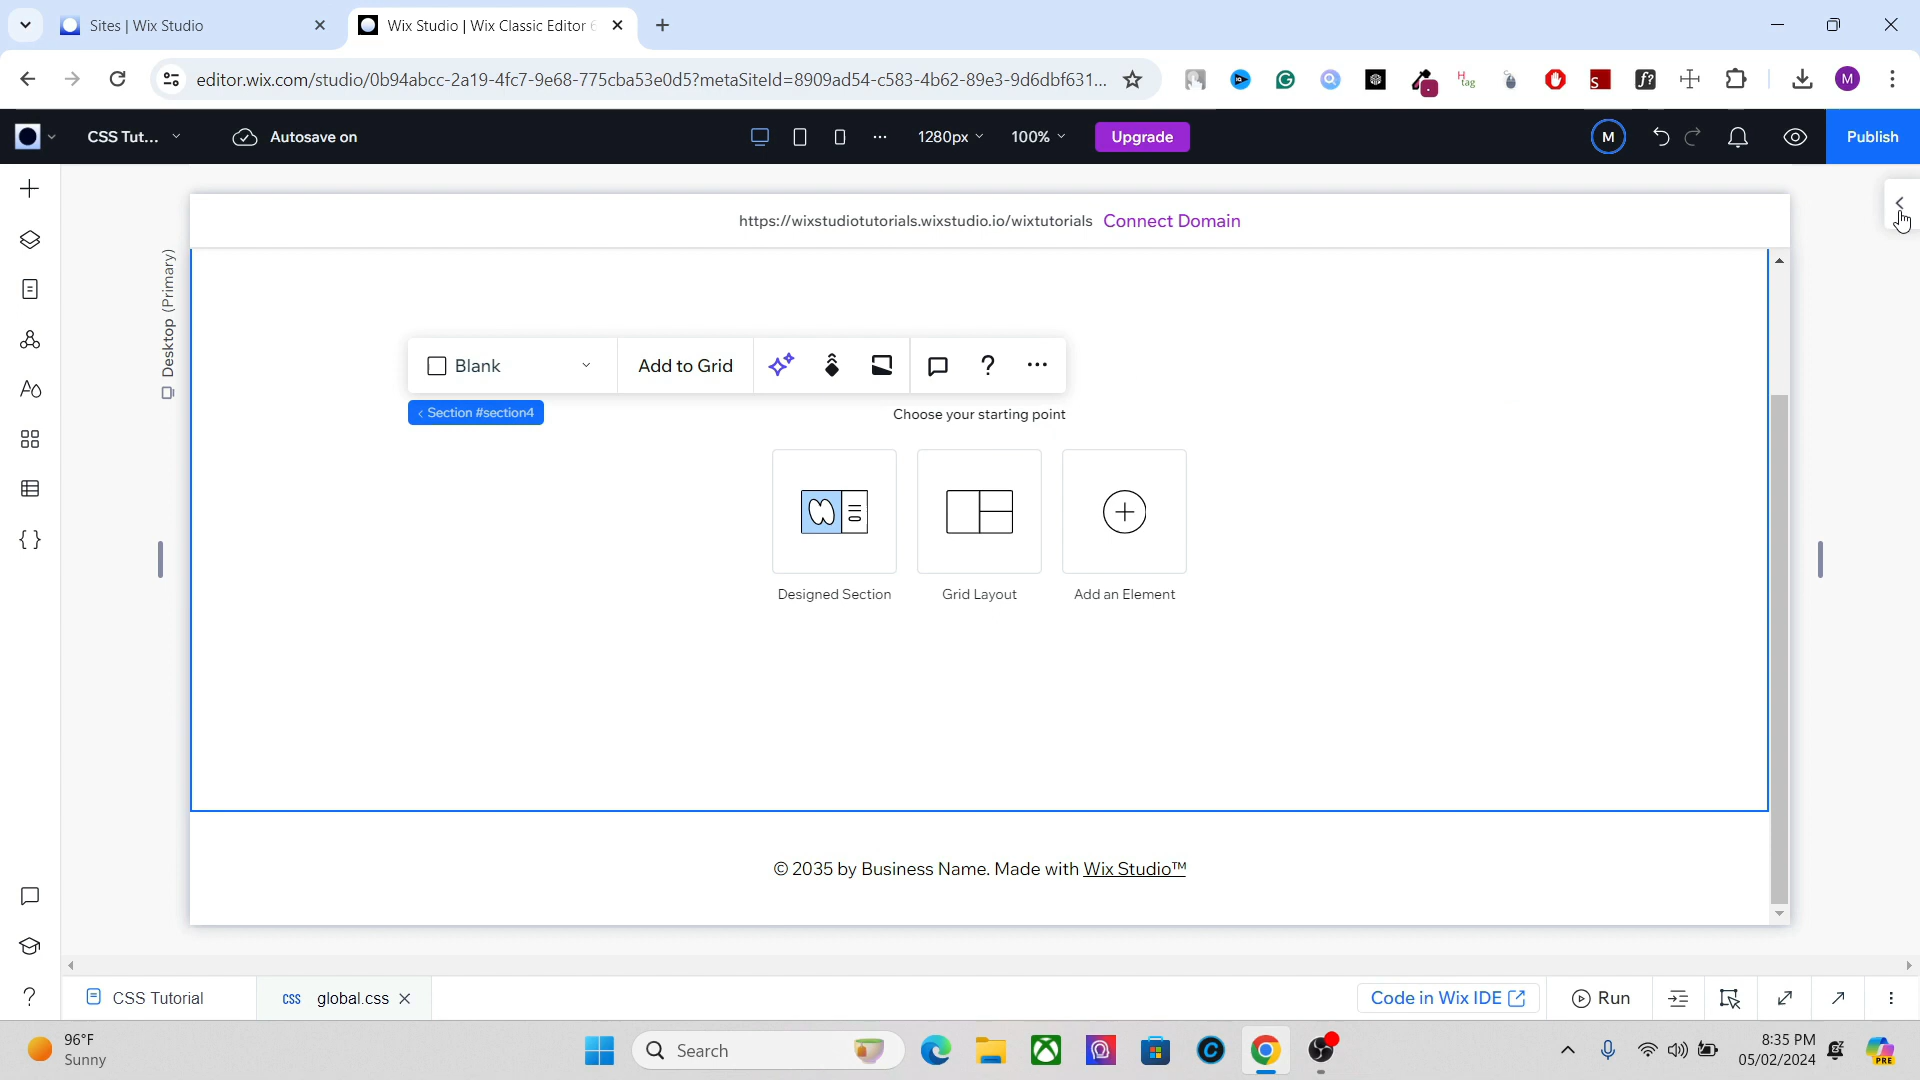 Sites | Wix Studio
Wix Studio | Wix Classic Editor
editor.wix.com/studio/0b94abcc-2a19-4fc7-9e68-775cba53e0d5?metaSiteId=8909ad54-c583-4b62-89e3-9d6dbf631...
H tag
S
f?
M
CSS Tut...
Autosave on
1280px
100%
Upgrade
M
Publish
https://wixstudiotutorials.wixstudio.io/wixtutorials Connect Domain
Desktop (Primary)
Blank
Add to Grid
?
< Section #section4
Choose your starting point
Designed Section
Grid Layout
Add an Element
© 2035 by Business Name. Made with Wix Studio™
{ }
?
CSS Tutorial
css global.css
Code in Wix IDE
Run
96°F
Sunny
Search
8:35 PM
05/02/2024
PRE